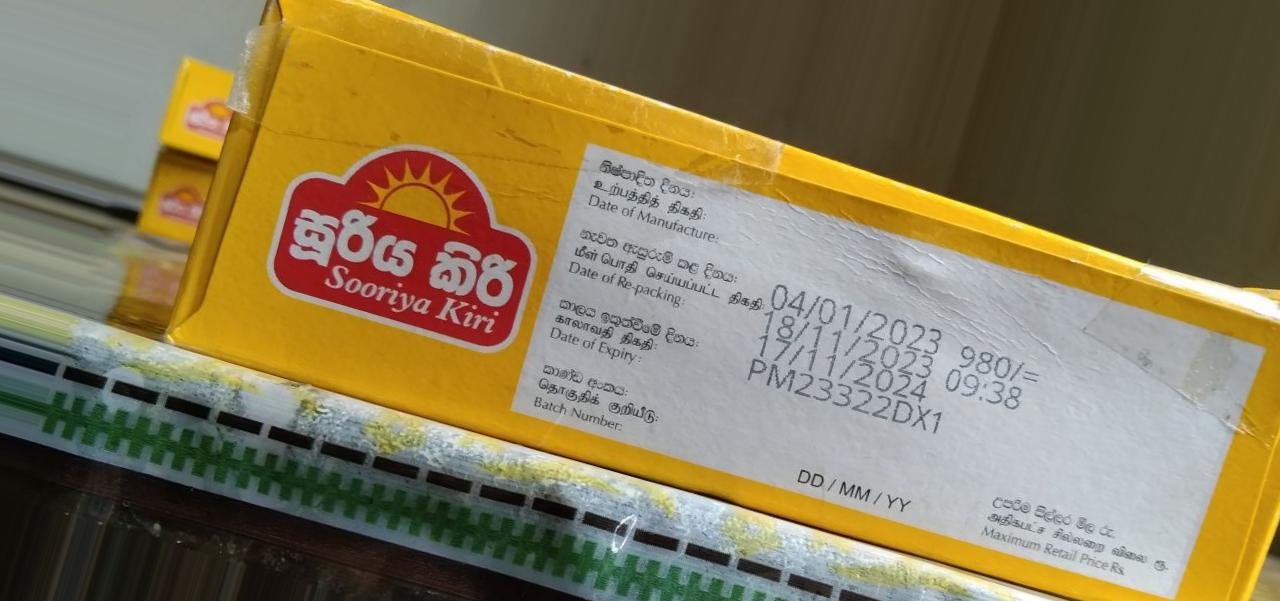 සූරිය කිරි
Sooriya Kiri
නිෂ්පාදිත දිනය:
உற்பத்தித் திகதி:
Date of Manufacture:
නැවත ඇසුරුම් කළ දිනය:
மீள் பொதி செய்யப்பட்ட திகதி:
Date of Re-packing:
කාලය ඉකුත්වීමේ දිනය:
காலாவதி திகதி:
Date of Expiry:
කාණ්ඩ අංකය:
தொகுதிக் குறியீடு:
Batch Number:
04/01/2023 980/=
18/11/2023 09:38
17/11/2024
PM23322DX1
DD / MM / YY
උපරිම සිල්ලර මිල රු.
அதிகபட்ச சில்லறை விலை ரூ.
Maximum Retail Price Rs.